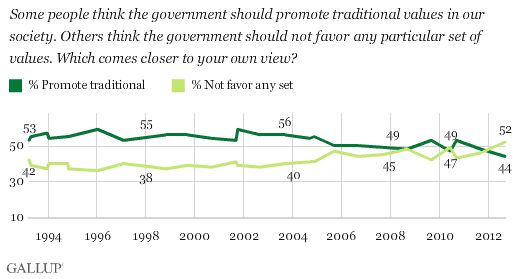 Some people think the government should promote traditional values in our
society. Others think the government should not favor any particular set of
values. Which comes closer to your own view?
% Promote traditional % Not favor any set
53 55 56 49 49 52
50
42 38 40 45 47 44
30
10
1994 1996 1998 2000 2002 2004 2006 2008 2010 2012
GALLUP®